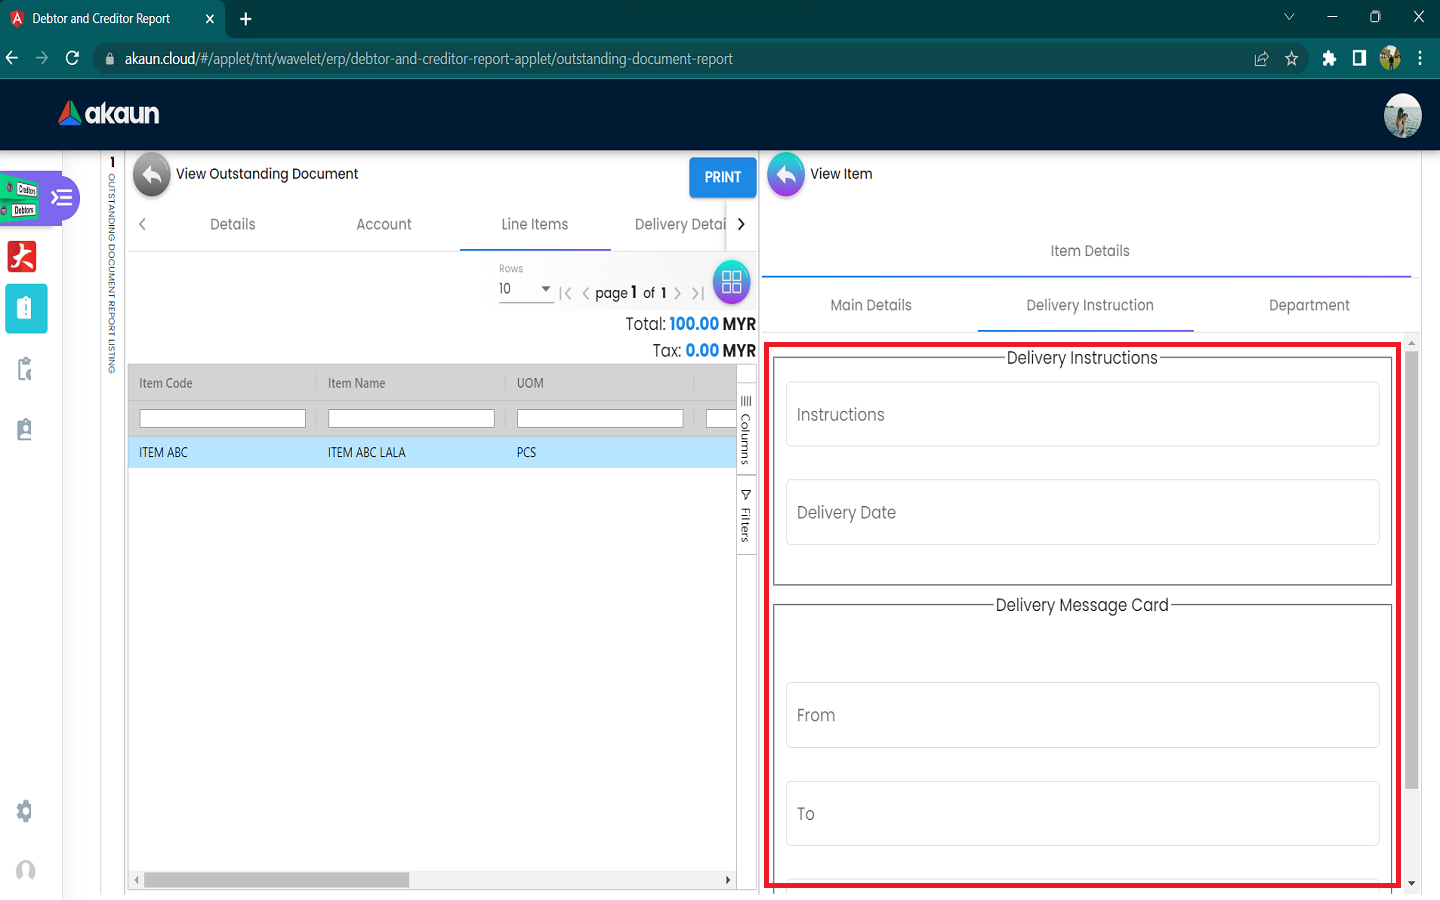 Debtor and Creditor Report
akaun.cloud/#/applet/tnt/wavelet/erp/debtor-and-creditor-report-applet/outstanding-document-report
akaun
Creditors
Debtors
1
OUTSTANDING DOCUMENT REPORT LISTING
View Outstanding Document
PRINT
Details
Account
Line Items
Delivery Detai
Rows
10
page 1 of 1
Total: 100.00 MYR
Tax: 0.00 MYR
Item Code
Item Name
UOM
ITEM ABC
ITEM ABC LALA
PCS
Columns
Filters
View Item
Item Details
Main Details
Delivery Instruction
Department
Delivery Instructions
Instructions
Delivery Date
Delivery Message Card
From
To